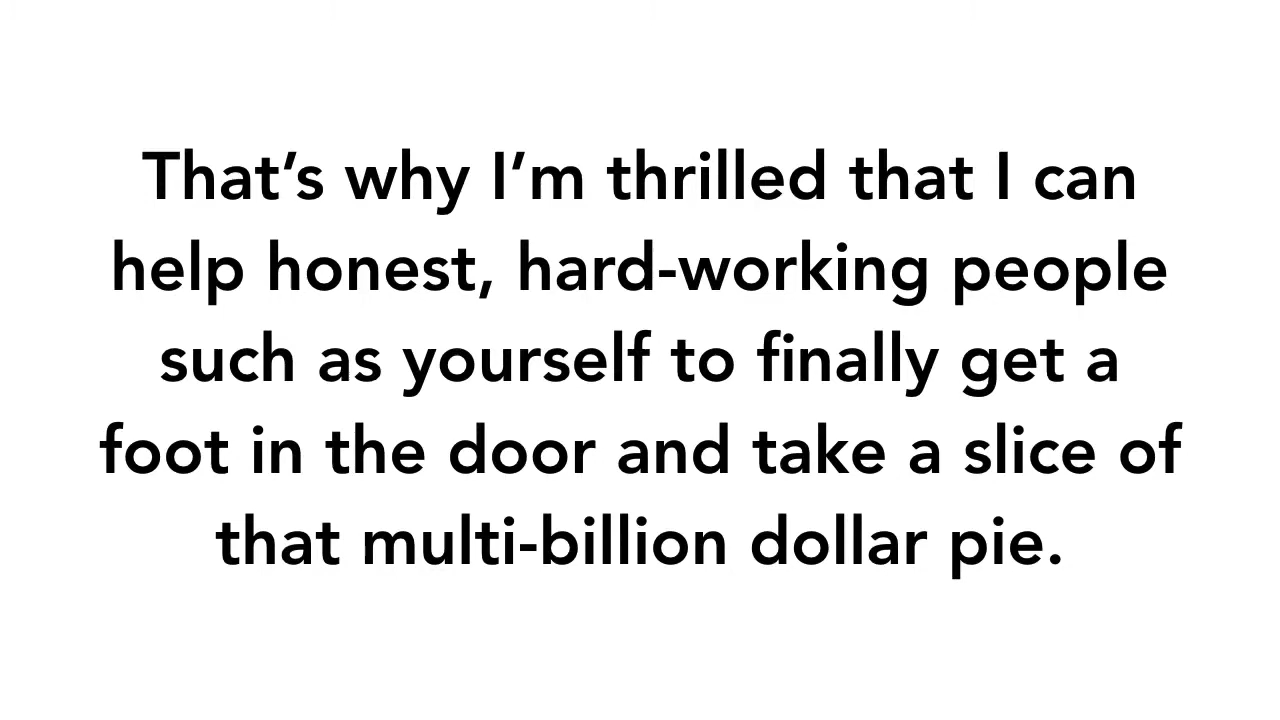 That’s why I’m thrilled that I can
help honest, hard-working people
such as yourself to finally get a
foot in the door and take a slice of
that multi-billion dollar pie.